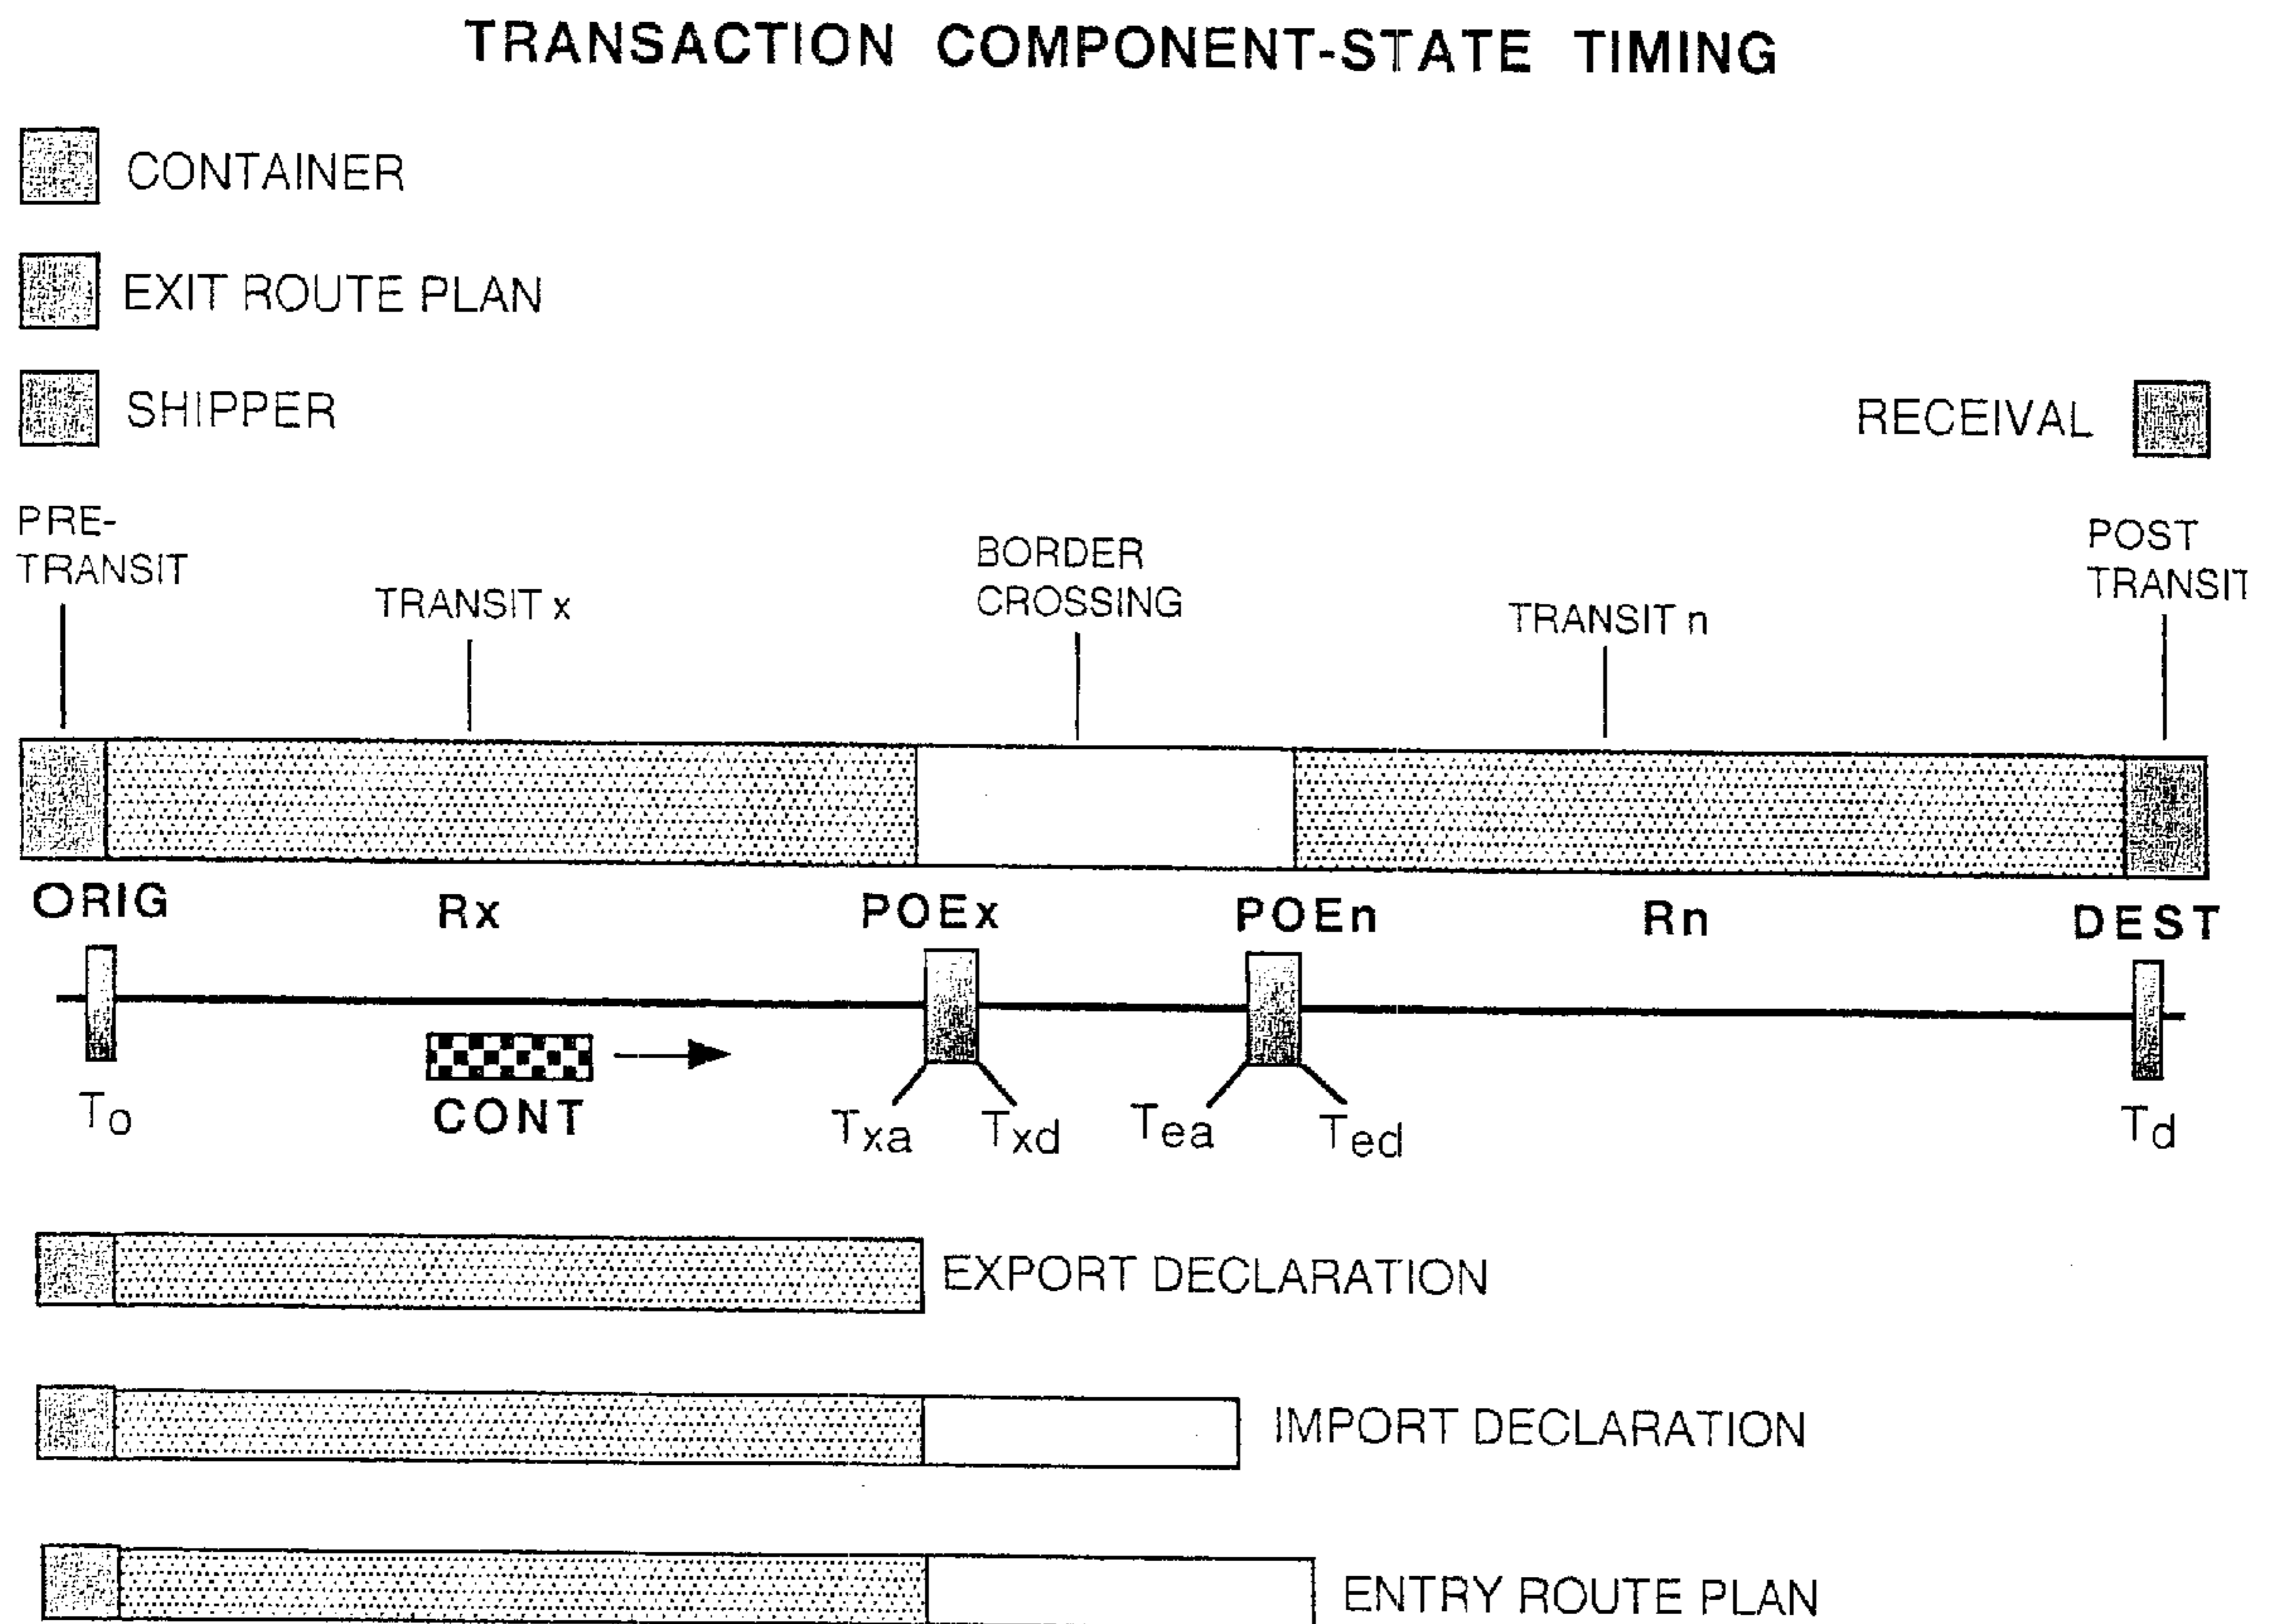 TRANSACTION COMPONENT-STATE TIMING
CONTAINER
EXIT ROUTE PLAN
SHIPPER
RECEIVAL
PRE-
TRANSIT
TRANSIT x
BORDER
CROSSING
TRANSIT n
POST
TRANSIT
ORIG
Rx
POEx
POEn
Rn
DEST
To
CONT
Txa
Txd
Tea
Ted
Td
EXPORT DECLARATION
IMPORT DECLARATION
ENTRY ROUTE PLAN